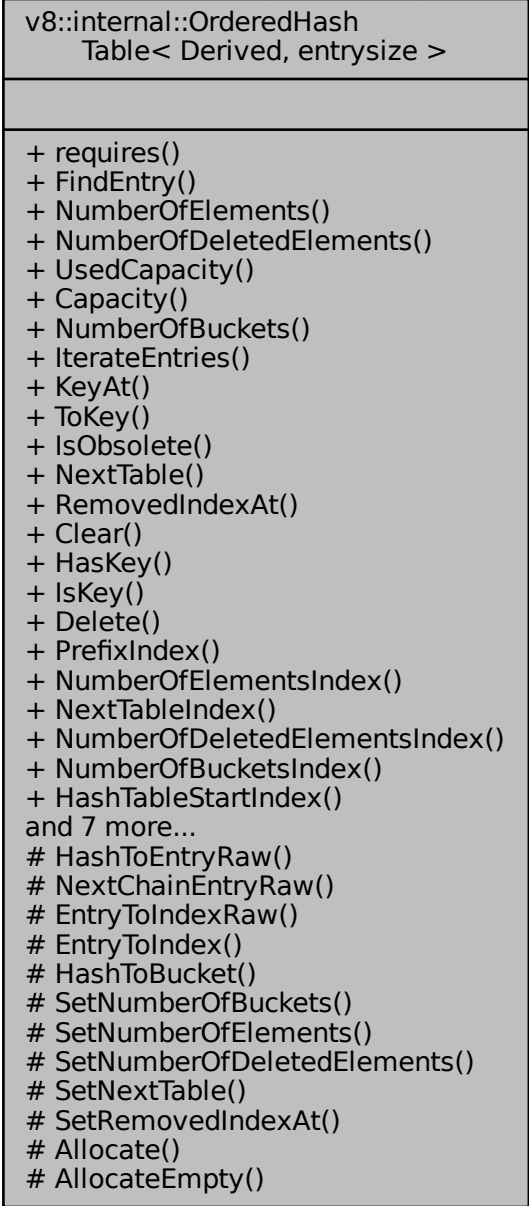 v8::internal::OrderedHash
Table< Derived, entrysize >
+ requires()
+ FindEntry()
+ NumberOfElements()
+ NumberOfDeletedElements()
+ UsedCapacity()
+ Capacity()
+ NumberOfBuckets()
+ IterateEntries()
+ KeyAt()
+ ToKey()
+ IsObsolete()
+ NextTable()
+ RemovedIndexAt()
+ Clear()
+ HasKey()
+ IsKey()
+ Delete()
+ PrefixIndex()
+ NumberOfElementsIndex()
+ NextTableIndex()
+ NumberOfDeletedElementsIndex()
+ NumberOfBucketsIndex()
+ HashTableStartIndex()
and 7 more...
# HashToEntryRaw()
# NextChainEntryRaw()
# EntryToIndexRaw()
# EntryToIndex()
# HashToBucket()
# SetNumberOfBuckets()
# SetNumberOfElements()
# SetNumberOfDeletedElements()
# SetNextTable()
# SetRemovedIndexAt()
# Allocate()
# AllocateEmpty()